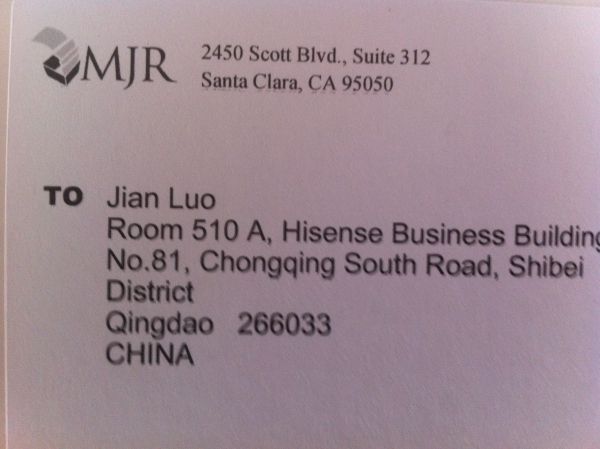 MJR
2450 Scott Blvd., Suite 312
Santa Clara, CA 95050
TO Jian Luo
Room 510 A, Hisense Business Building
No.81, Chongqing South Road, Shibei
District
Qingdao 266033
CHINA